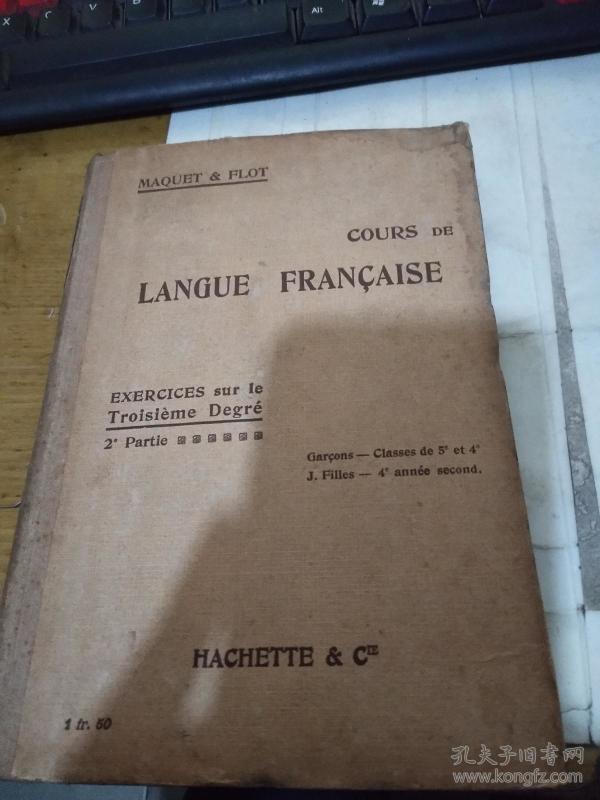 MAQUET & FLOT
COURS DE
LANGUE FRANÇAISE
EXERCICES sur le
Troisième Degré
2e Partie
Garçons — Classes de 5e et 4e
J. Filles — 4e année second.
HACHETTE & CIE
1 fr. 50
Alt
X
C
V
B
孔夫子旧书网
www.kongfz.com